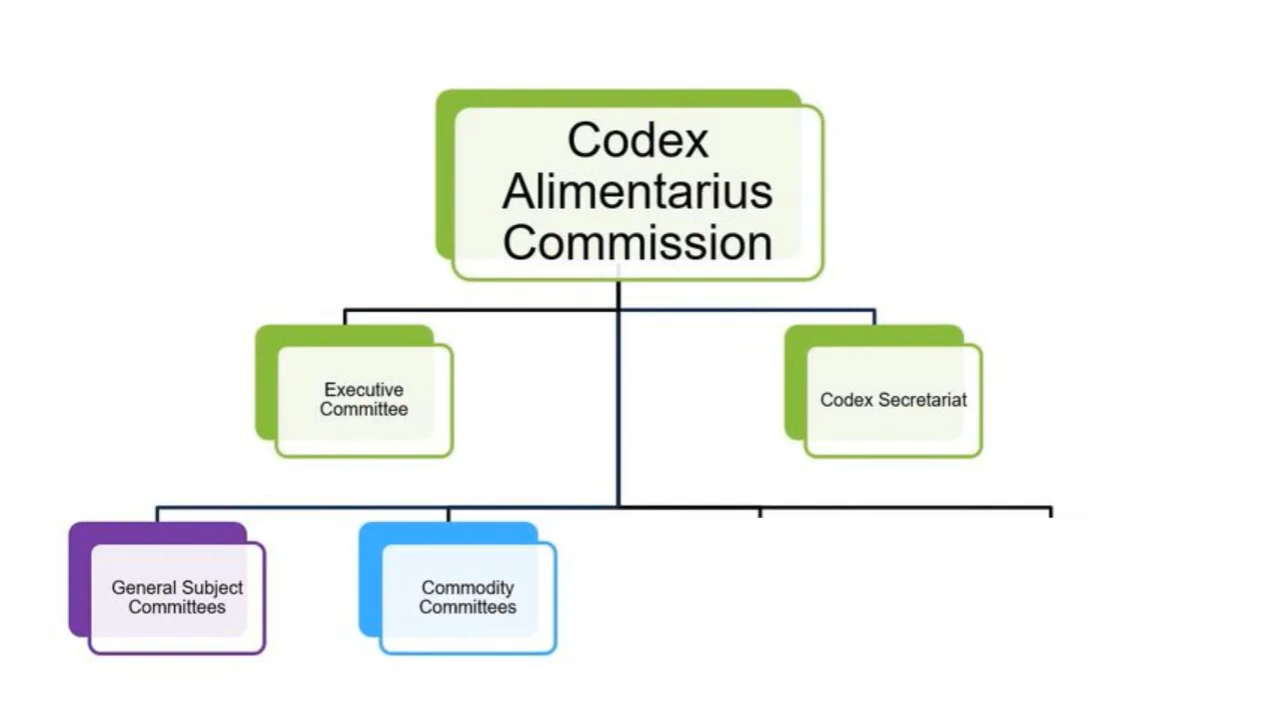 Codex
Alimentarius
Commission
Executive
Committee
Codex Secretariat
General Subject
Committees
Commodity
Committees